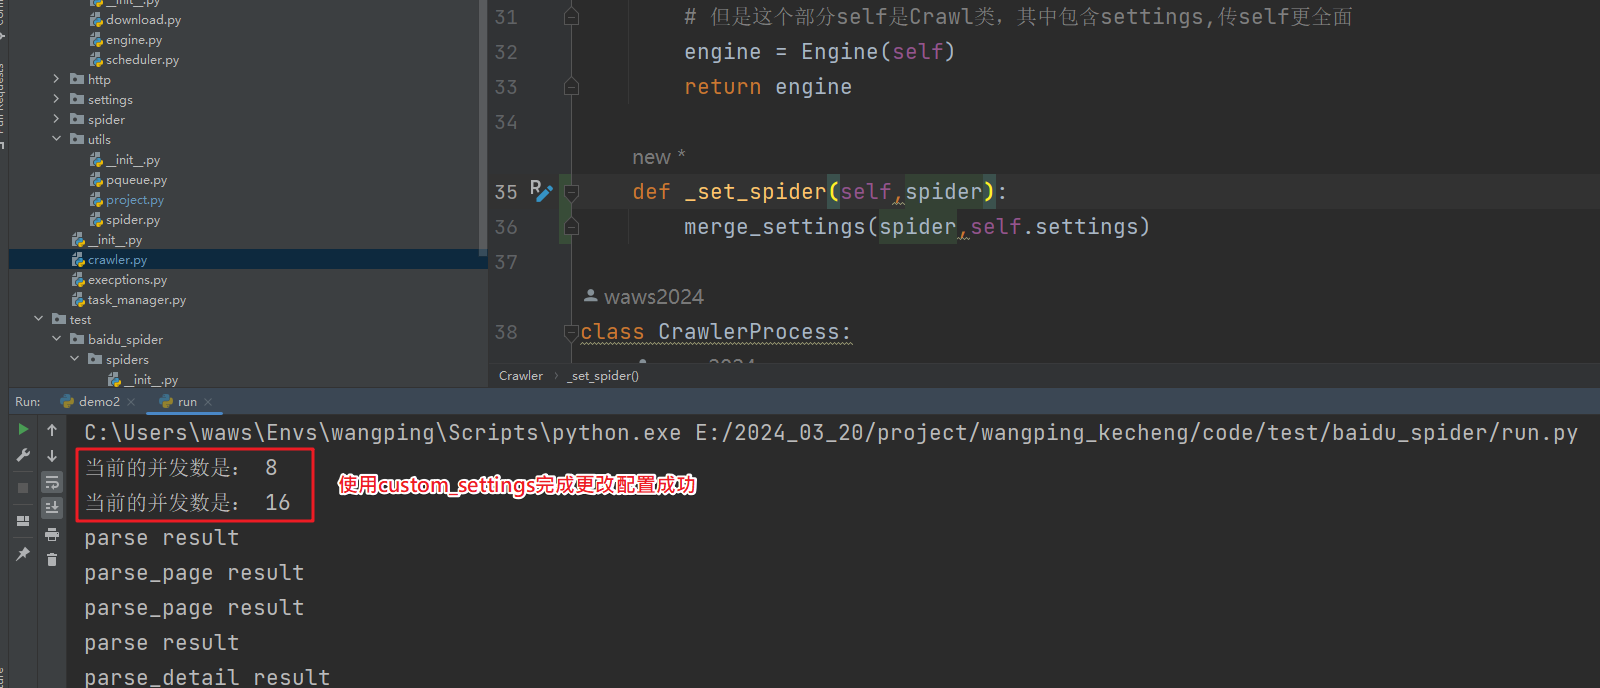 __init__.py
download.py
engine.py
scheduler.py
http
settings
spider
utils
__init__.py
pqueue.py
project.py
spider.py
__init__.py
crawler.py
execptions.py
task_manager.py
test
baidu_spider
spiders
__init__.py
31 # 但是这个部分self是Crawl类，其中包含settings,传self更全面
32 engine = Engine(self)
33 return engine
34
new *
35 def _set_spider(self,spider):
36 merge_settings(spider,self.settings)
37
waws2024
38 class CrawlerProcess:
Crawler _set_spider()
Run: demo2 run
C:\Users\waws\Envs\wangping\Scripts\python.exe E:/2024_03_20/project/wangping_kecheng/code/test/baidu_spider/run.py
当前的并发数是： 8
当前的并发数是： 16
使用custom_settings完成更改配置成功
parse result
parse_page result
parse_page result
parse result
parse_detail result